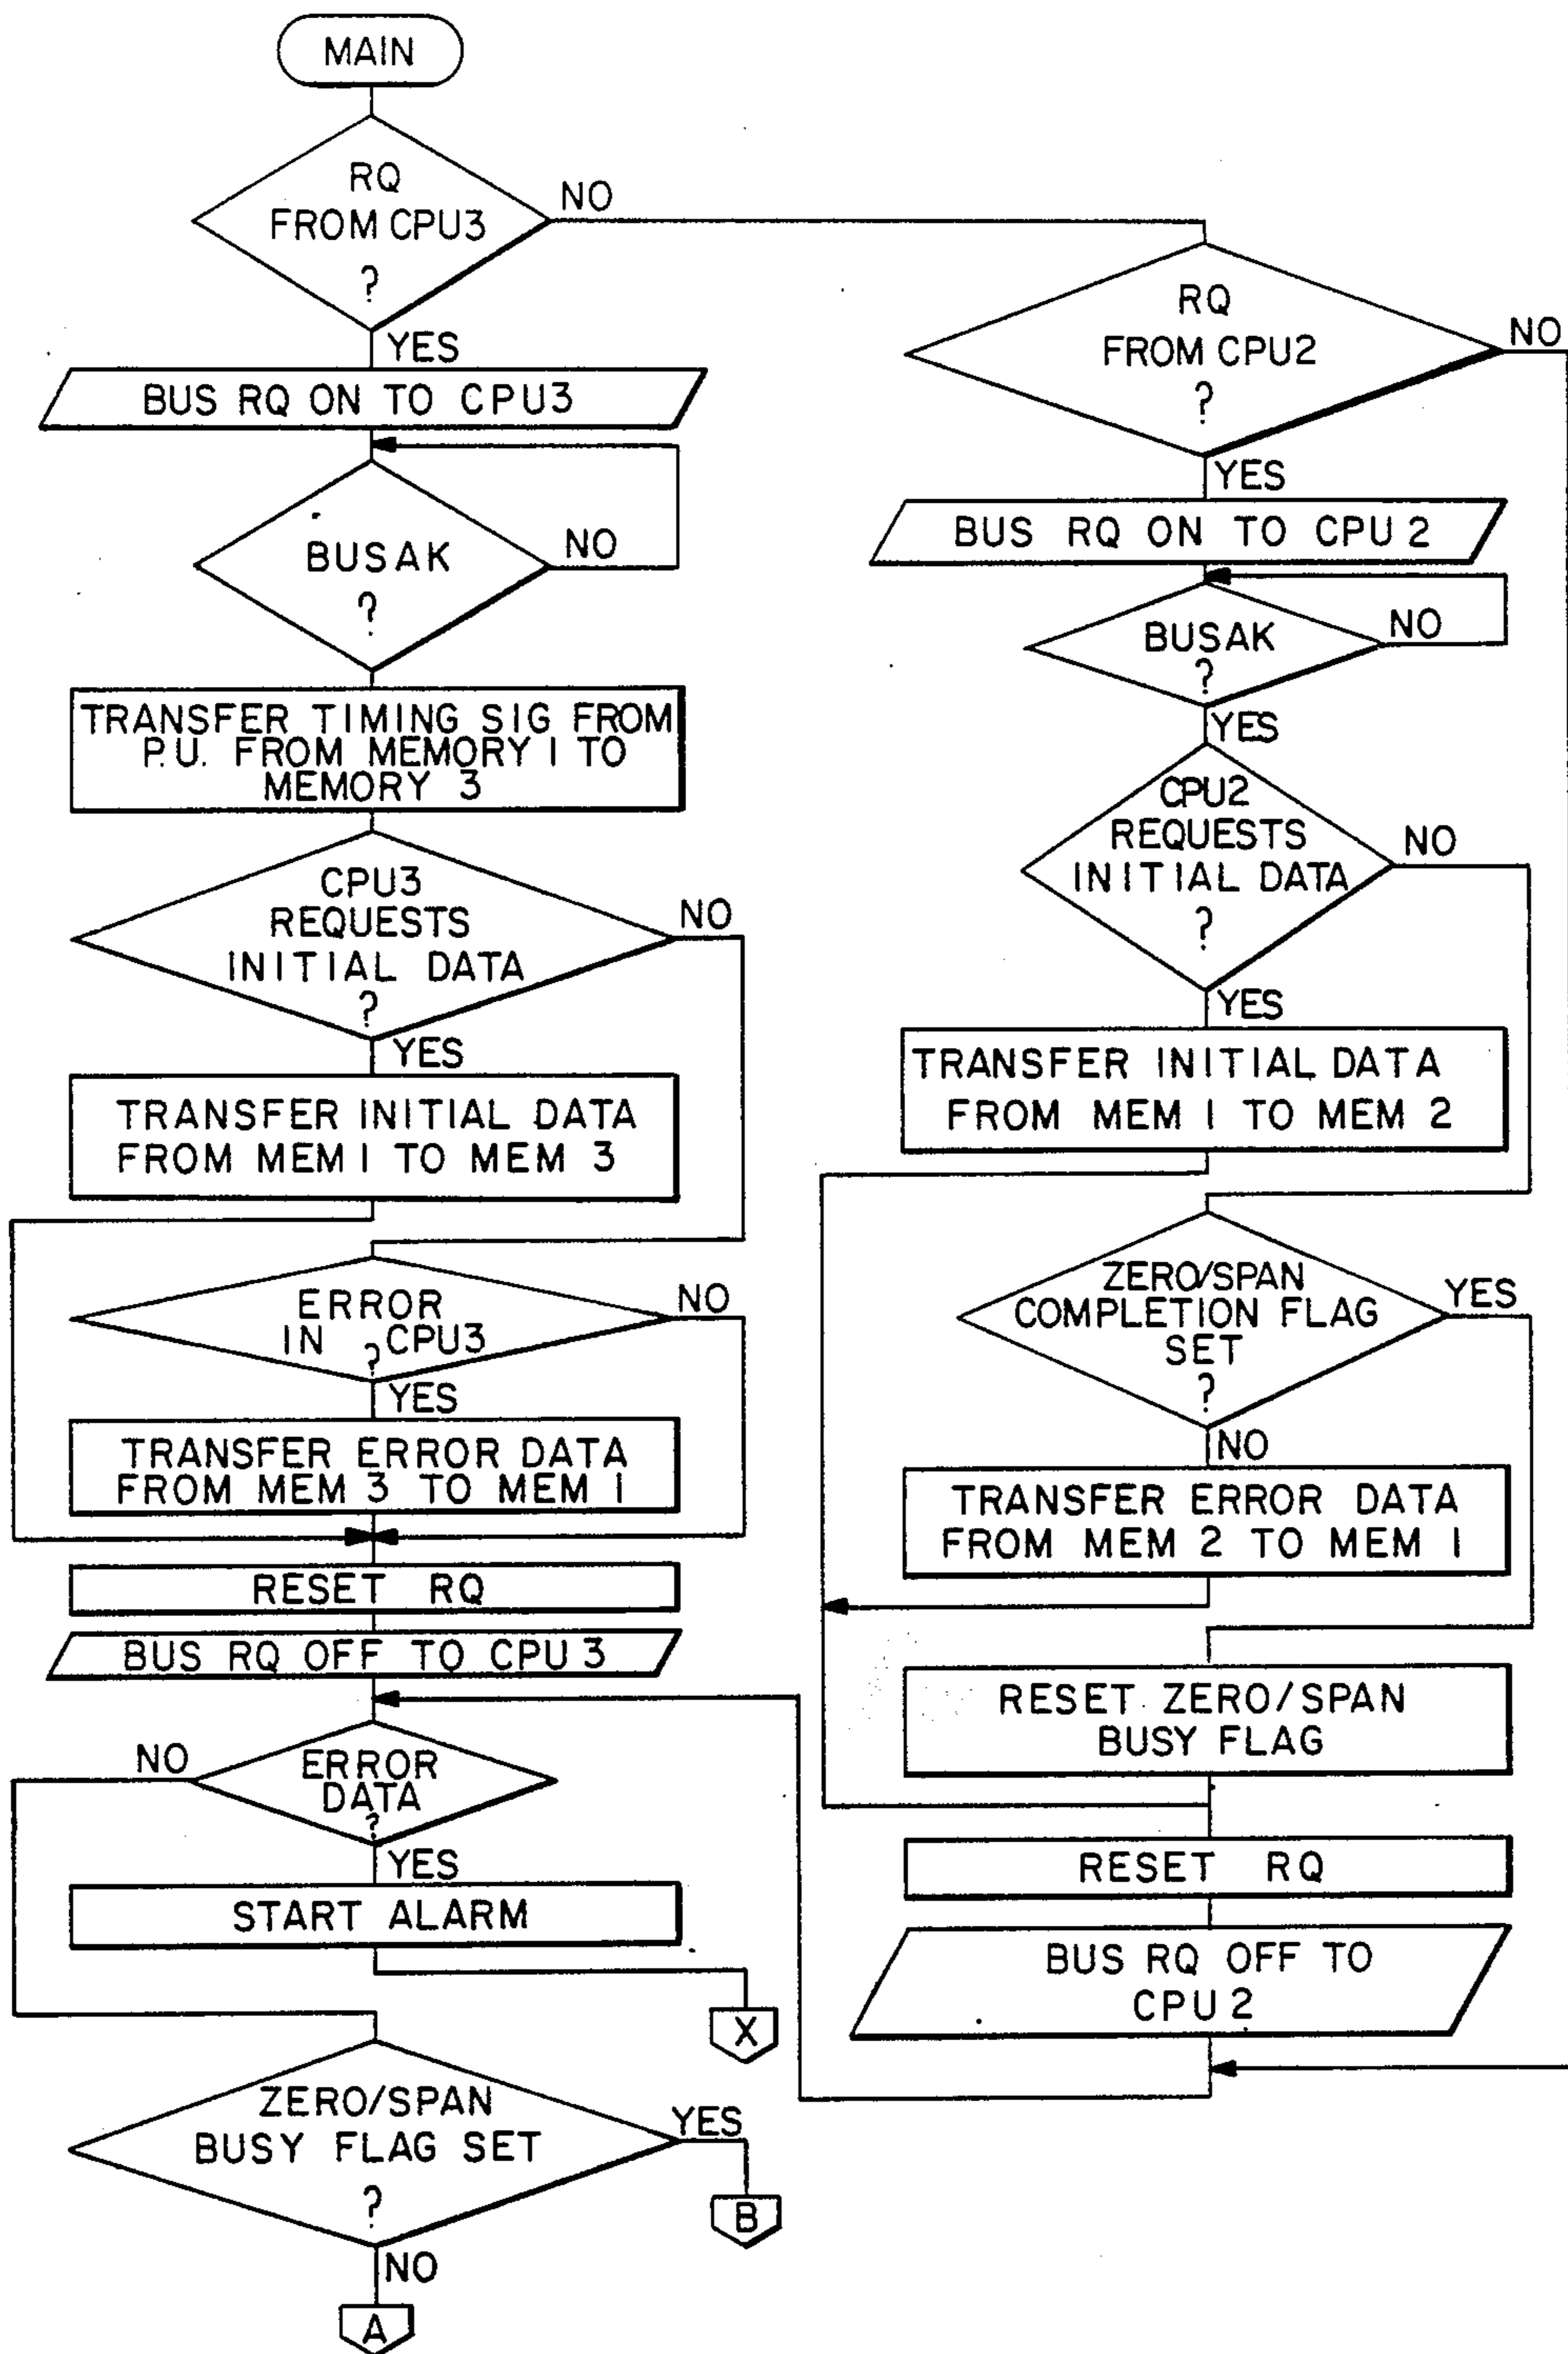 MAIN
RQ
FROM CPU3
?
NO
YES
BUS RQ ON TO CPU3
BUSAK
?
NO
TRANSFER TIMING SIG FROM
P.U. FROM MEMORY 1 TO
MEMORY 3
CPU3
REQUESTS
INITIAL DATA
?
NO
YES
TRANSFER INITIAL DATA
FROM MEM 1 TO MEM 3
ERROR
IN CPU3
?
NO
YES
TRANSFER ERROR DATA
FROM MEM 3 TO MEM 1
RESET RQ
BUS RQ OFF TO CPU 3
ERROR
DATA
?
NO
YES
START ALARM
X
ZERO/SPAN
BUSY FLAG SET
?
YES
B
NO
A
RQ
FROM CPU2
?
NO
YES
BUS RQ ON TO CPU 2
BUSAK
?
NO
YES
CPU2
REQUESTS
INITIAL DATA
?
NO
YES
TRANSFER INITIAL DATA
FROM MEM 1 TO MEM 2
ZERO/SPAN
COMPLETION FLAG
SET
?
YES
NO
TRANSFER ERROR DATA
FROM MEM 2 TO MEM 1
RESET ZERO/SPAN
BUSY FLAG
RESET RQ
BUS RQ OFF TO
CPU 2